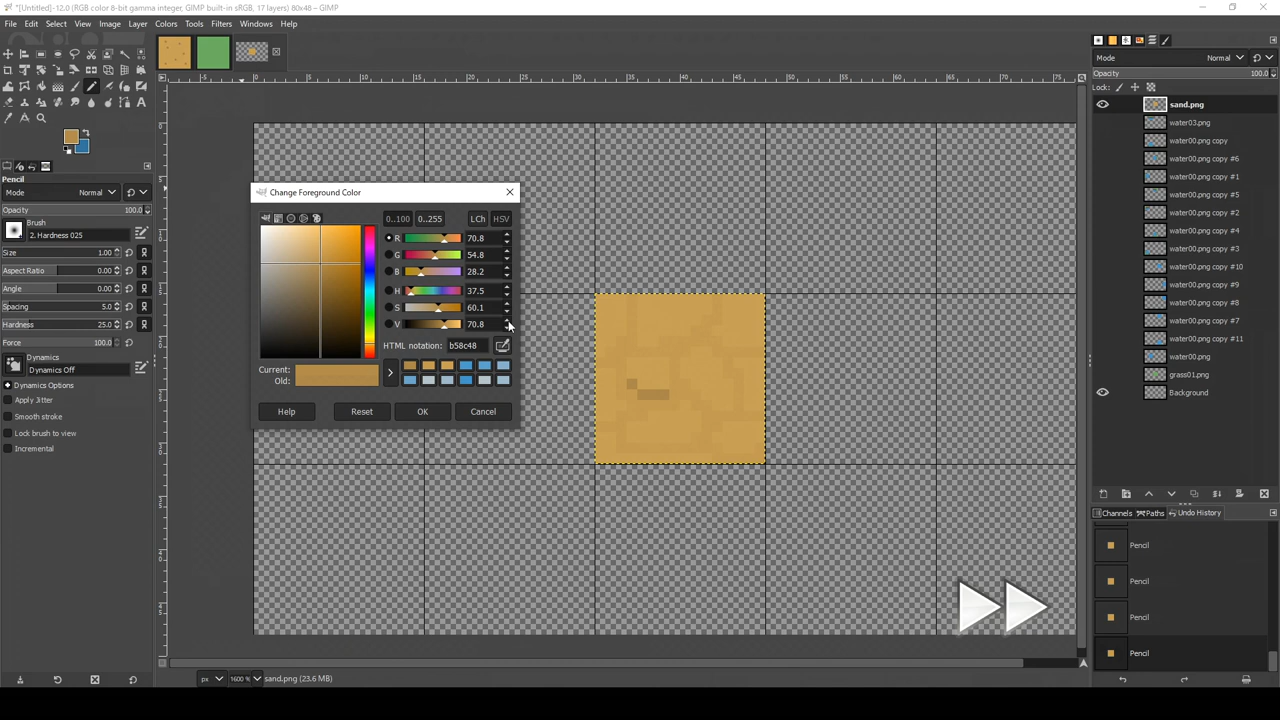 *[Untitled]-12.0 (RGB color 8-bit gamma integer, GIMP built-in sRGB, 17 layers) 80x48 – GIMP
File Edit Select View Image Layer Colors Tools Filters Windows Help
Pencil
Mode Normal
Opacity 100.0
Brush
2. Hardness 025
Size 1.00
Aspect Ratio 0.00
Angle 0.00
Spacing 5.0
Hardness 25.0
Force 100.0
Dynamics
Dynamics Off
Dynamics Options
Apply Jitter
Smooth stroke
Lock brush to view
Incremental
Change Foreground Color
0..100 0..255 LCh HSV
R 70.8
G 54.8
B 28.2
H 37.5
S 60.1
V 70.8
HTML notation: b58c48
Current:
Old:
Help Reset OK Cancel
px 1600 % sand.png (23.6 MB)
Mode Normal
Opacity 100.0
Lock:
sand.png
water03.png
water00.png copy
water00.png copy #6
water00.png copy #1
water00.png copy #5
water00.png copy #2
water00.png copy #4
water00.png copy #3
water00.png copy #10
water00.png copy #9
water00.png copy #8
water00.png copy #7
water00.png copy #11
water00.png
grass01.png
Background
Channels Paths Undo History
Pencil
Pencil
Pencil
Pencil